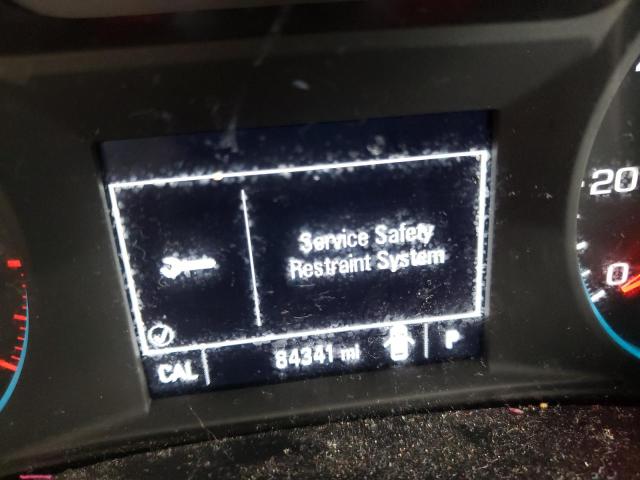 Service Safety
Restraint System
CAL 84341 mi P
20
0